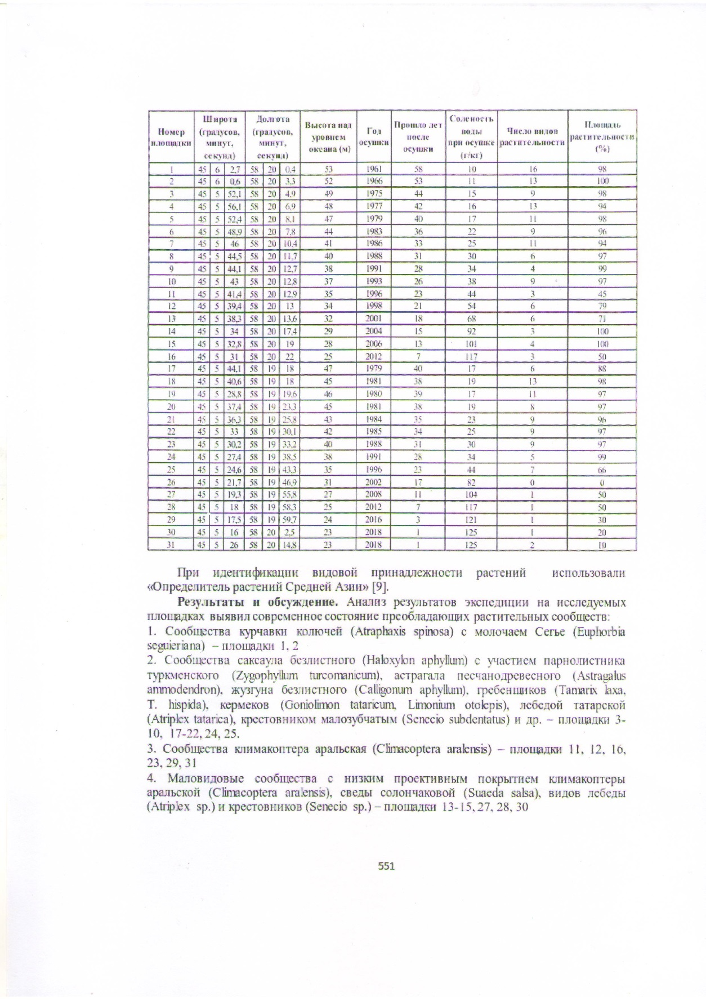 Номер площадки | Широта (градусов, минут, секунд) | Долгота (градусов, минут, секунд) | Высота над уровнем океана (м) | Год осушки | Прошло лет после осушки | Соленость воды при осушке (г/кг) | Число видов растительности | Площадь растительности (%)
1 45 6 2,7 58 20 0,4 53 1961 58 10 16 98
2 45 6 0,6 58 20 3,3 52 1966 53 11 13 100
3 45 5 52,1 58 20 4,9 49 1975 44 15 9 98
4 45 5 56,1 58 20 6,9 48 1977 42 16 13 94
5 45 5 52,4 58 20 8,1 47 1979 40 17 11 98
6 45 5 48,9 58 20 7,8 44 1983 36 22 9 96
7 45 5 46 58 20 10,4 41 1986 33 25 11 94
8 45 5 44,5 58 20 11,7 40 1988 31 30 6 97
9 45 5 44,1 58 20 12,7 38 1991 28 34 4 99
10 45 5 43 58 20 12,8 37 1993 26 38 9 97
11 45 5 41,4 58 20 12,9 35 1996 23 44 3 45
12 45 5 39,4 58 20 13 34 1998 21 54 6 79
13 45 5 38,3 58 20 13,6 32 2001 18 68 6 71
14 45 5 34 58 20 17,4 29 2004 15 92 3 100
15 45 5 32,8 58 20 19 28 2006 13 101 4 100
16 45 5 31 58 20 22 25 2012 7 117 3 50
17 45 5 44,1 58 19 18 47 1979 40 17 6 88
18 45 5 40,6 58 19 18 45 1981 38 19 13 98
19 45 5 28,8 58 19 19,6 46 1980 39 17 11 97
20 45 5 37,4 58 19 23,3 45 1981 38 19 8 97
21 45 5 36,3 58 19 25,8 43 1984 35 23 9 96
22 45 5 33 58 19 30,1 42 1985 34 25 9 97
23 45 5 30,2 58 19 33,2 40 1988 31 30 9 97
24 45 5 27,4 58 19 38,5 38 1991 28 34 5 99
25 45 5 24,6 58 19 43,3 35 1996 23 44 7 66
26 45 5 21,7 58 19 46,9 31 2002 17 82 0 0
27 45 5 19,3 58 19 55,8 27 2008 11 104 1 50
28 45 5 18 58 19 58,3 25 2012 7 117 1 50
29 45 5 17,5 58 19 59,7 24 2016 3 121 1 30
30 45 5 16 58 20 2,5 23 2018 1 125 1 20
31 45 5 26 58 20 14,8 23 2018 1 125 2 10
При идентификации видовой принадлежности растений использовали
«Определитель растений Средней Азии» [9].
Результаты и обсуждение. Анализ результатов экспедиции на исследуемых
площадках выявил современное состояние преобладающих растительных сообществ:
1. Сообщества курчавки колючей (Atraphaxis spinosa) с молочаем Сегье (Euphorbia
seguieriana) – площадки 1, 2
2. Сообщества саксаула безлистного (Haloxylon aphyllum) с участием парнолистника
туркменского (Zygophyllum turcomanicum), астрагала песчанодревесного (Astragalus
ammodendron), жузгуна безлистного (Calligonum aphyllum), гребенщиков (Tamarix laxa,
T. hispida), кермеков (Goniolimon tataricum, Limonium otolepis), лебедой татарской
(Atriplex tatarica), крестовником малозубчатым (Senecio subdentatus) и др. – площадки 3-
10, 17-22, 24, 25.
3. Сообщества климакоптера аральская (Climacoptera aralensis) – площадки 11, 12, 16,
23, 29, 31
4. Маловидовые сообщества с низким проективным покрытием климакоптеры
аральской (Climacoptera aralensis), сведы солончаковой (Suaeda salsa), видов лебеды
(Atriplex sp.) и крестовников (Senecio sp.) – площадки 13-15, 27, 28, 30
551